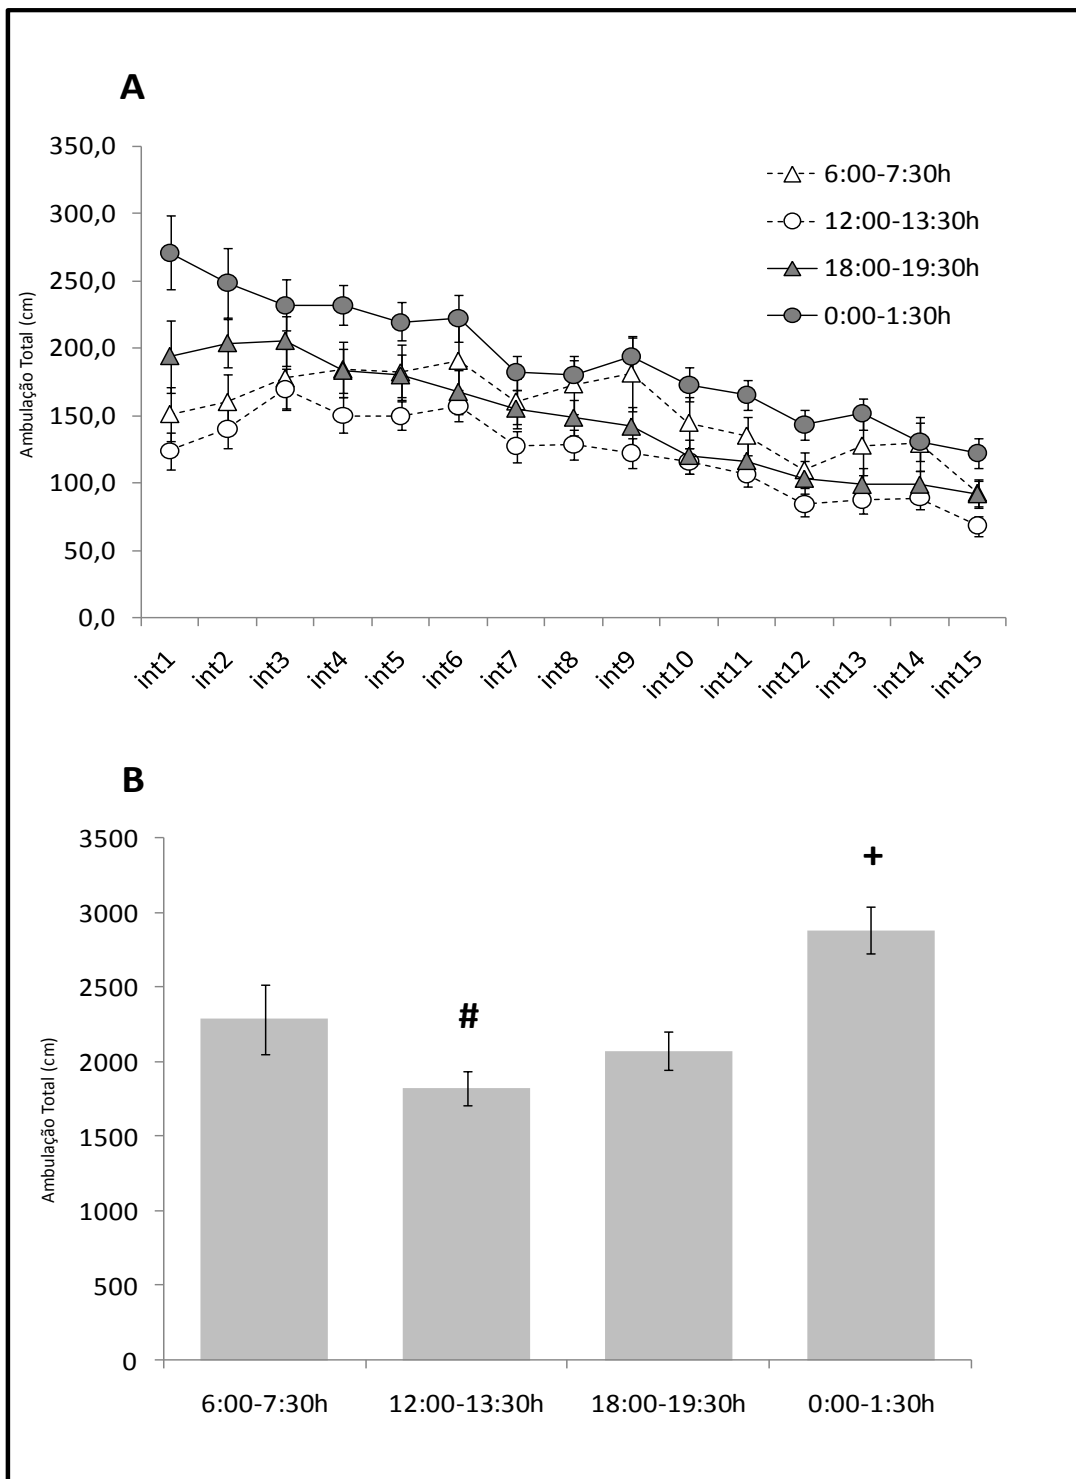 A
350,0
300,0
250,0
200,0
150,0
100,0
50,0
0,0
Ambulação Total (cm)
6:00-7:30h
12:00-13:30h
18:00-19:30h
0:00-1:30h
int1 int2 int3 int4 int5 int6 int7 int8 int9 int10 int11 int12 int13 int14 int15
B
3500
3000
2500
2000
1500
1000
500
0
Ambulação Total (cm)
#
+
6:00-7:30h 12:00-13:30h 18:00-19:30h 0:00-1:30h